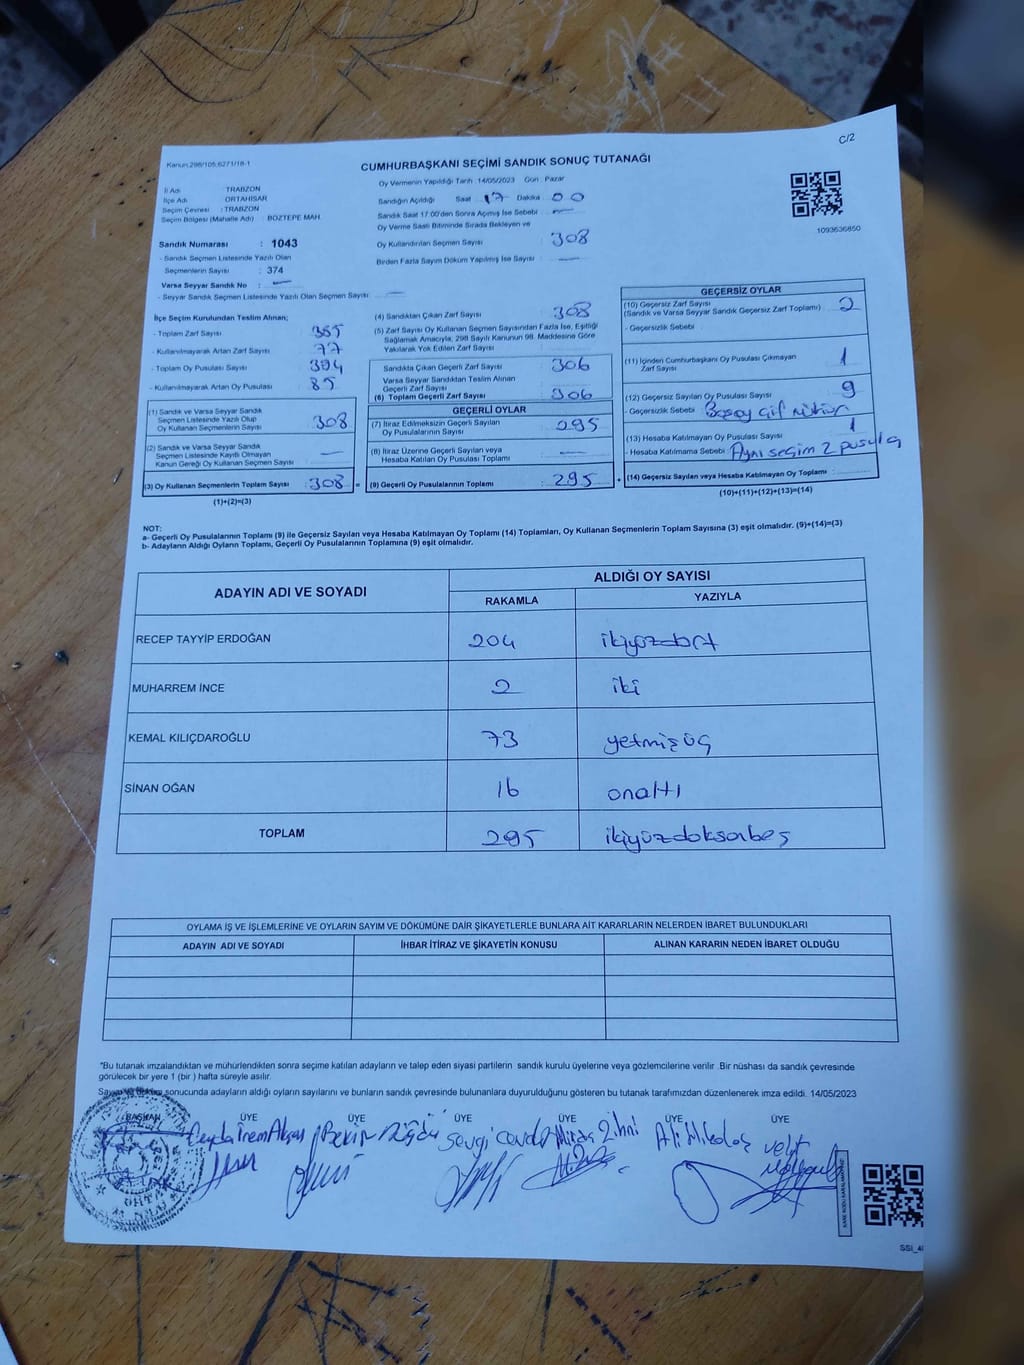 C/2
Kanun:298/105,6271/18-1
CUMHURBAŞKANI SEÇİMİ SANDIK SONUÇ TUTANAĞI
İl Adı : TRABZON
İlçe Adı : ORTAHİSAR
Seçim Çevresi : TRABZON
Seçim Bölgesi (Mahalle Adı) : BOZTEPE MAH.
Sandık Numarası : 1043
- Sandık Seçmen Listesinde Yazılı Olan
Seçmenlerin Sayısı : 374
Varsa Seyyar Sandık No : —
- Seyyar Sandık Seçmen Listesinde Yazılı Olan Seçmen Sayısı : —
Oy Vermenin Yapıldığı Tarih : 14/05/2023 Gün : Pazar
Sandığın Açıldığı Saat 17 Dakika 00
Sandık Saat 17:00'den Sonra Açımış İse Sebebi : —
Oy Verme Saati Bitiminde Sırada Bekleyen ve
Oy Kullandırılan Seçmen Sayısı : 308
Birden Fazla Sayım Döküm Yapılmış İse Sayısı : —
1093636850
İlçe Seçim Kurulundan Teslim Alınan;
- Toplam Zarf Sayısı : 385
- Kullanılmayarak Artan Zarf Sayısı : 77
- Toplam Oy Pusulası Sayısı : 394
- Kullanılmayarak Artan Oy Pusulası : 85
(1) Sandık ve Varsa Seyyar Sandık
Seçmen Listesinde Yazılı Olup
Oy Kullanan Seçmenlerin Sayısı : 308
(2) Sandık ve Varsa Seyyar Sandık
Seçmen Listesinde Kayıtlı Olmayan
Kanun Gereği Oy Kullanan Seçmen Sayısı : —
(3) Oy Kullanan Seçmenlerin Toplam Sayısı : 308 =
(1)+(2)=(3)
(4) Sandıktan Çıkan Zarf Sayısı : 308
(5) Zarf Sayısı Oy Kullanan Seçmen Sayısından Fazla İse, Eşitliği
Sağlamak Amacıyla, 298 Sayılı Kanunun 98. Maddesine Göre
Yakılarak Yok Edilen Zarf Sayısı :
Sandıkta Çıkan Geçerli Zarf Sayısı : 306
Varsa Seyyar Sandıktan Teslim Alınan
Geçerli Zarf Sayısı
(6) Toplam Geçerli Zarf Sayısı : 306
GEÇERLİ OYLAR
(7) İtiraz Edilmeksizin Geçerli Sayılan
Oy Pusulalarının Sayısı : 295
(8) İtiraz Üzerine Geçerli Sayılan veya
Hesaba Katılan Oy Pusulası Toplamı : —
(9) Geçerli Oy Pusulalarının Toplamı : 295 +
GEÇERSİZ OYLAR
(10) Geçersiz Zarf Sayısı
(Sandık ve Varsa Seyyar Sandık Geçersiz Zarf Toplamı) : 2
- Geçersizlik Sebebi :
(11) İçinden Cumhurbaşkanı Oy Pusulası Çıkmayan
Zarf Sayısı : 1
(12) Geçersiz Sayılan Oy Pusulası Sayısı : 9
- Geçersizlik Sebebi : çift mühür
(13) Hesaba Katılmayan Oy Pusulası Sayısı : 1
- Hesaba Katılmama Sebebi : Aynı seçim 2 pusula
(14) Geçersiz Sayılan veya Hesaba Katılmayan Oy Toplamı :
(10)+(11)+(12)+(13)=(14)
NOT:
a- Geçerli Oy Pusulalarının Toplamı (9) ile Geçersiz Sayılan veya Hesaba Katılmayan Oy Toplamı (14) Toplamları, Oy Kullanan Seçmenlerin Toplam Sayısına (3) eşit olmalıdır. (9)+(14)=(3)
b- Adayların Aldığı Oyların Toplamı, Geçerli Oy Pusulalarının Toplamına (9) eşit olmalıdır.
ADAYIN ADI VE SOYADI
ALDIĞI OY SAYISI
RAKAMLA YAZIYLA
RECEP TAYYİP ERDOĞAN 204 ikiyüzdört
MUHARREM İNCE 2 iki
KEMAL KILIÇDAROĞLU 73 yetmişüç
SİNAN OĞAN 16 onaltı
TOPLAM 295 ikiyüzdoksanbeş
OYLAMA İŞ VE İŞLEMLERİNE VE OYLARIN SAYIM VE DÖKÜMÜNE DAİR ŞİKAYETLERLE BUNLARA AİT KARARLARIN NELERDEN İBARET BULUNDUKLARI
ADAYIN ADI VE SOYADI İHBAR İTİRAZ VE ŞİKAYETİN KONUSU ALINAN KARARIN NEDEN İBARET OLDUĞU
*Bu tutanak imzalandıktan ve mühürlendikten sonra seçime katılan adayların ve talep eden siyasi partilerin sandık kurulu üyelerine veya gözlemcilerine verilir .Bir nüshası da sandık çevresinde
görülecek bir yere 1 (bir ) hafta süreyle asılır.
sonucunda adayların aldığı oyların sayılarını ve bunların sandık çevresinde bulunanlara duyurulduğunu gösteren bu tutanak tarafımızdan düzenlenerek imza edildi. 14/05/2023
BAŞKAN ÜYE ÜYE ÜYE ÜYE ÜYE ÜYE
Ceyda İrem Bekir Sevgi Cevdet Zihni Ali Veli